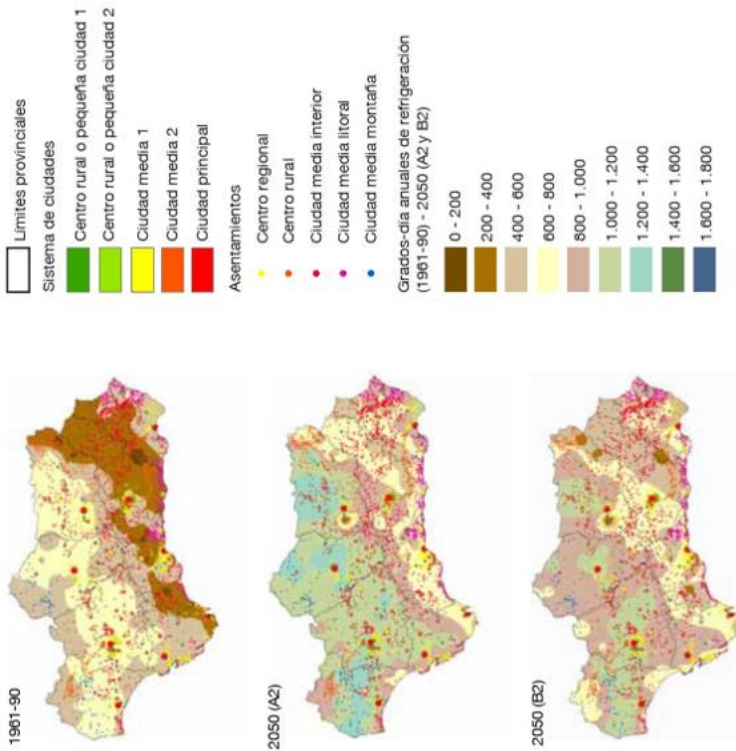 1961-90
2050 (A2)
2050 (B2)
Límites provinciales
Sistema de ciudades
Centro rural o pequeña ciudad 1
Centro rural o pequeña ciudad 2
Ciudad media 1
Ciudad media 2
Ciudad principal
Asentamientos
Centro regional
Centro rural
Ciudad media interior
Ciudad media litoral
Ciudad media montaña
Grados-día anuales de refrigeración
(1961-90) - 2050 (A2 y B2)
0 - 200
200 - 400
400 - 600
600 - 800
800 - 1.000
1.000 - 1.200
1.200 - 1.400
1.400 - 1.600
1.600 - 1.800